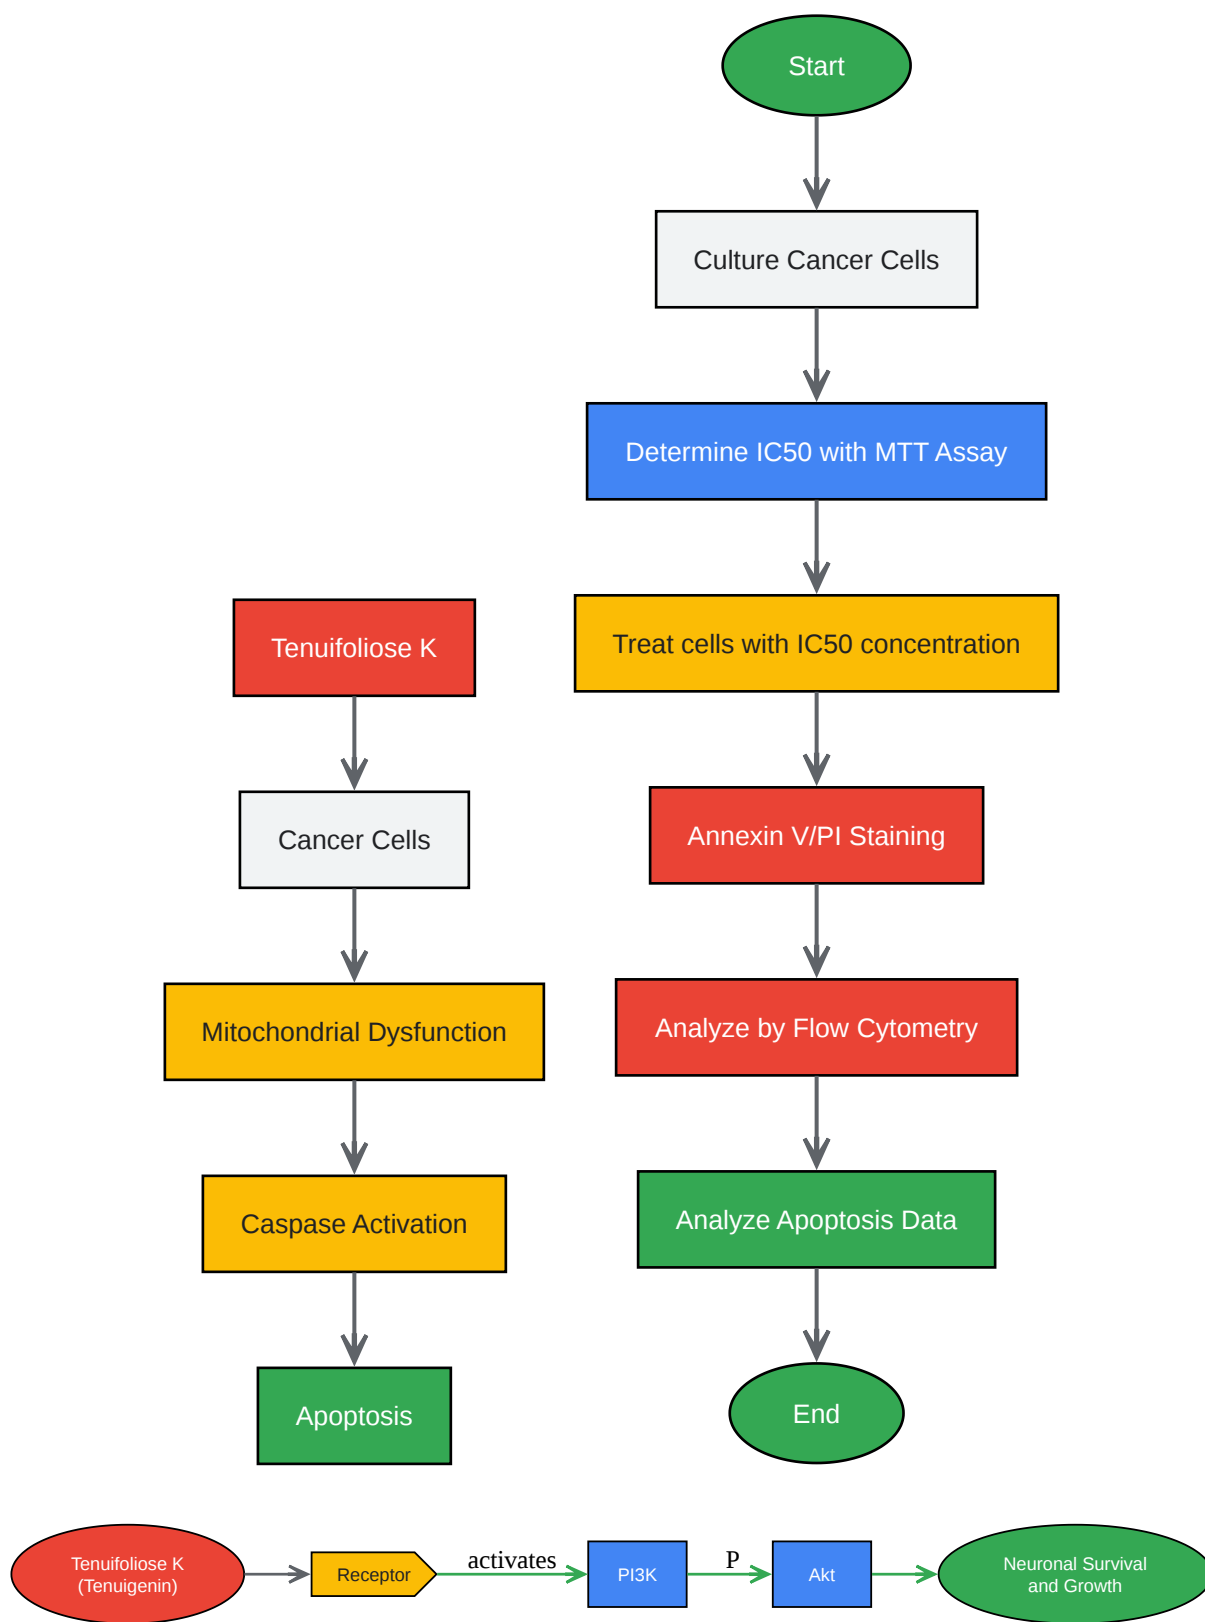 Start
Culture Cancer Cells
Determine IC50 with MTT Assay
Treat cells with IC50 concentration
Annexin V/PI Staining
Analyze by Flow Cytometry
Analyze Apoptosis Data
End
Tenuifoliose K
Cancer Cells
Mitochondrial Dysfunction
Caspase Activation
Apoptosis
Tenuifoliose K
(Tenuigenin)
Receptor
activates
PI3K
P
Akt
Neuronal Survival
and Growth